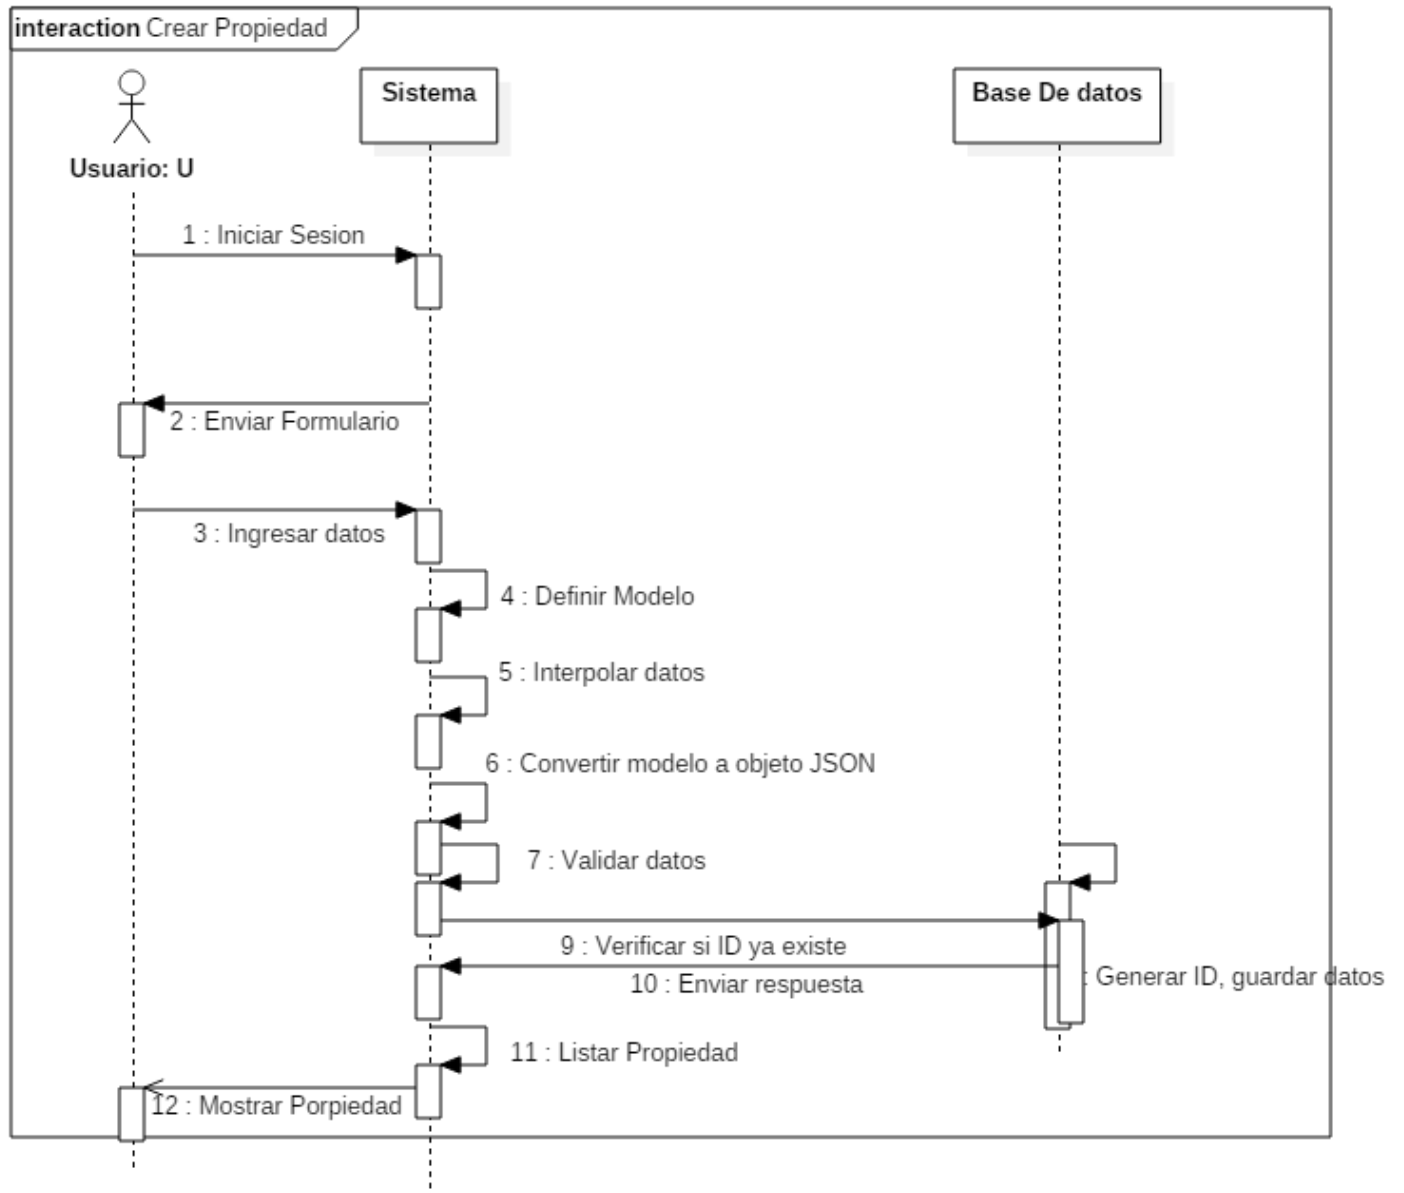 interaction Crear Propiedad
Sistema
Base De datos
Usuario: U
1 : Iniciar Sesion
2 : Enviar Formulario
3 : Ingresar datos
4 : Definir Modelo
5 : Interpolar datos
6 : Convertir modelo a objeto JSON
7 : Validar datos
9 : Verificar si ID ya existe
: Generar ID, guardar datos
10 : Enviar respuesta
11 : Listar Propiedad
12 : Mostrar Porpiedad